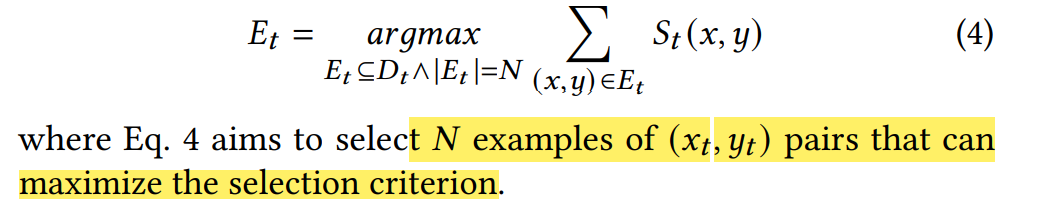 E_t = argmax_{E_t ⊆ D_t ∧ |E_t|=N} ∑_{(x,y)∈E_t} S_t(x, y) (4)
where Eq. 4 aims to select N examples of (x_t, y_t) pairs that can
maximize the selection criterion.